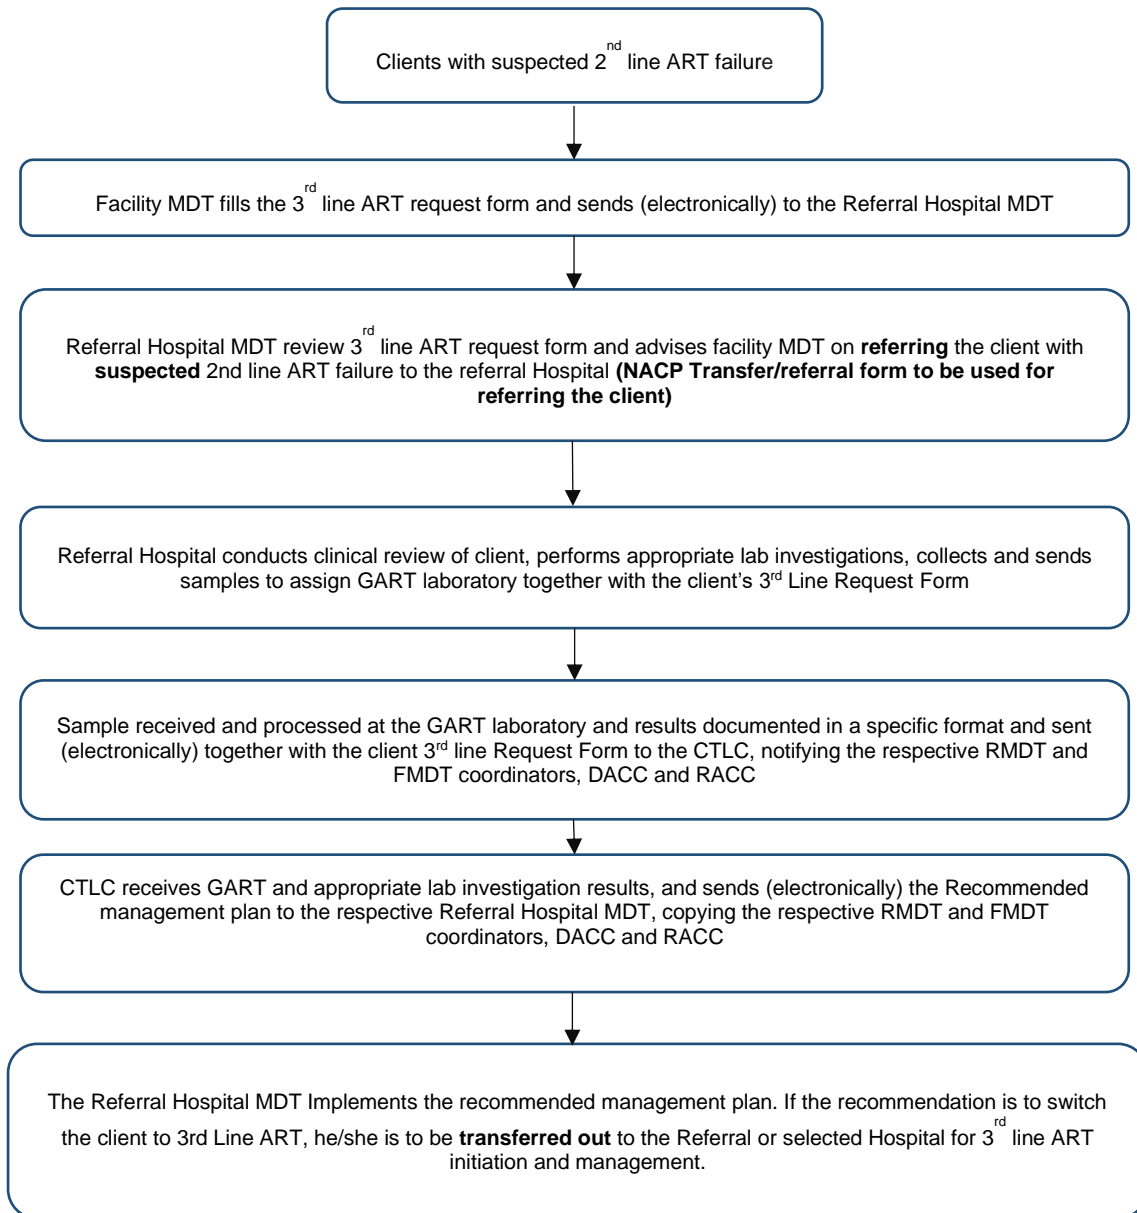 Clients with suspected 2nd line ART failure
Facility MDT fills the 3rd line ART request form and sends (electronically) to the Referral Hospital MDT
Referral Hospital MDT review 3rd line ART request form and advises facility MDT on referring the client with
suspected 2nd line ART failure to the referral Hospital (NACP Transfer/referral form to be used for
referring the client)
Referral Hospital conducts clinical review of client, performs appropriate lab investigations, collects and sends
samples to assign GART laboratory together with the client’s 3rd Line Request Form
Sample received and processed at the GART laboratory and results documented in a specific format and sent
(electronically) together with the client 3rd line Request Form to the CTLC, notifying the respective RMDT and
FMDT coordinators, DACC and RACC
CTLC receives GART and appropriate lab investigation results, and sends (electronically) the Recommended
management plan to the respective Referral Hospital MDT, copying the respective RMDT and FMDT
coordinators, DACC and RACC
The Referral Hospital MDT Implements the recommended management plan. If the recommendation is to switch
the client to 3rd Line ART, he/she is to be transferred out to the Referral or selected Hospital for 3rd line ART
initiation and management.